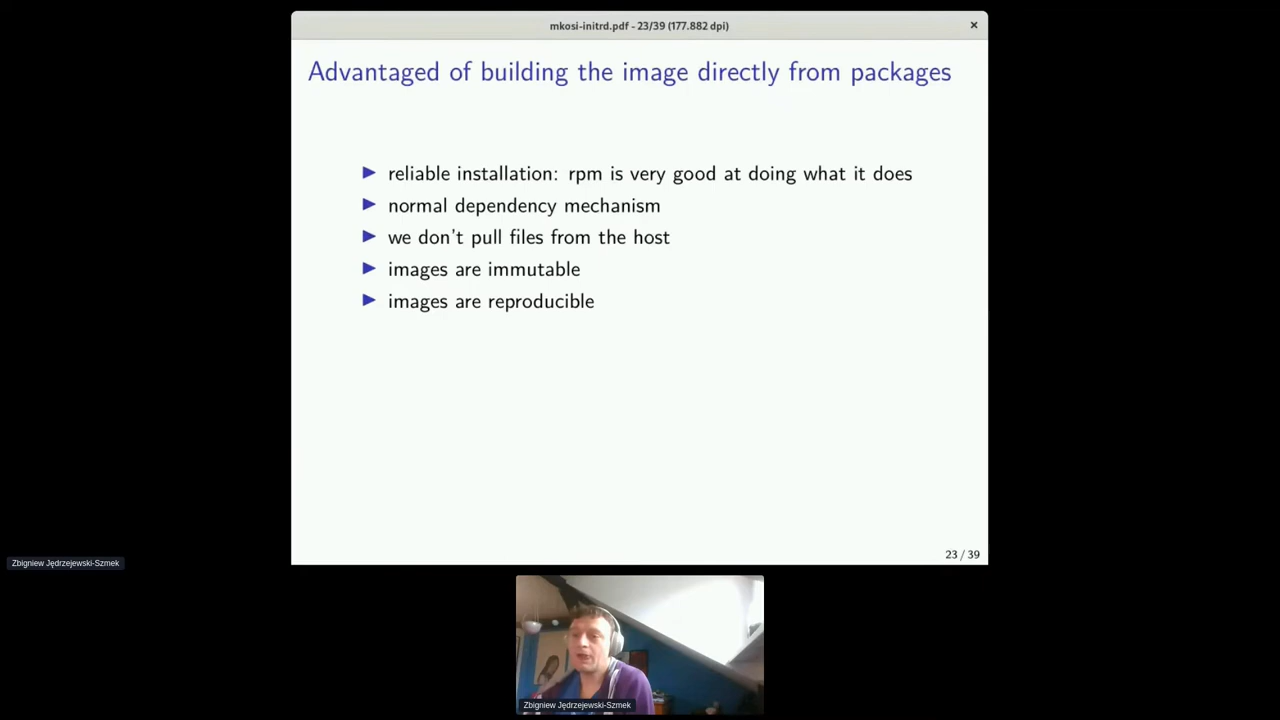 mkosi-initrd.pdf - 23/39 (177.882 dpi)
Advantaged of building the image directly from packages
reliable installation: rpm is very good at doing what it does
normal dependency mechanism
we don't pull files from the host
images are immutable
images are reproducible
23 / 39
Zbigniew Jędrzejewski-Szmek
Zbigniew Jędrzejewski-Szmek